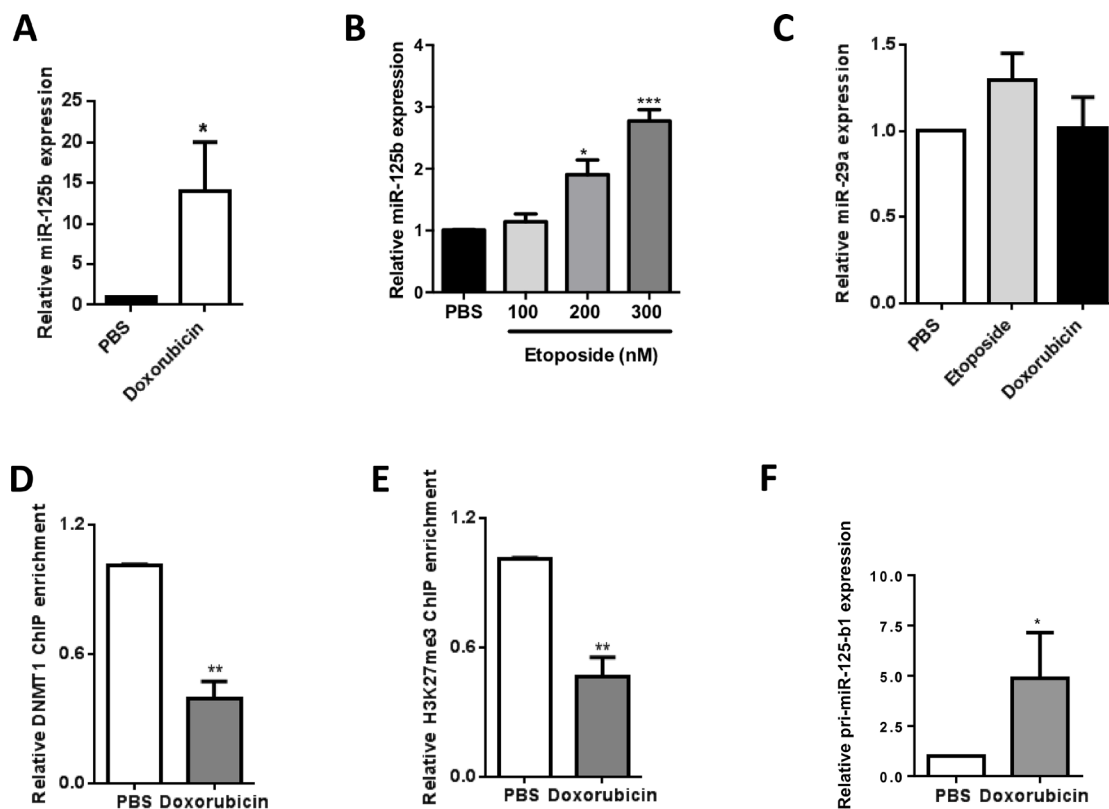 A
Relative miR-125b expression
25
20
15
10
5
0
*
PBS
Doxorubicin
B
Relative miR-125b expression
4
3
2
1
0
*
***
PBS
100
200
300
Etoposide (nM)
C
Relative miR-29a expression
1.5
1.0
0.5
0.0
PBS
Etoposide
Doxorubicin
D
Relative DNMT1 ChIP enrichment
1.2
0.6
0.0
**
PBS
Doxorubicin
E
Relative H3K27me3 ChIP enrichment
1.2
0.6
0.0
**
PBS
Doxorubicin
F
Relative pri-miR-125-b1 expression
10.0
7.5
5.0
2.5
0.0
*
PBS
Doxorubicin